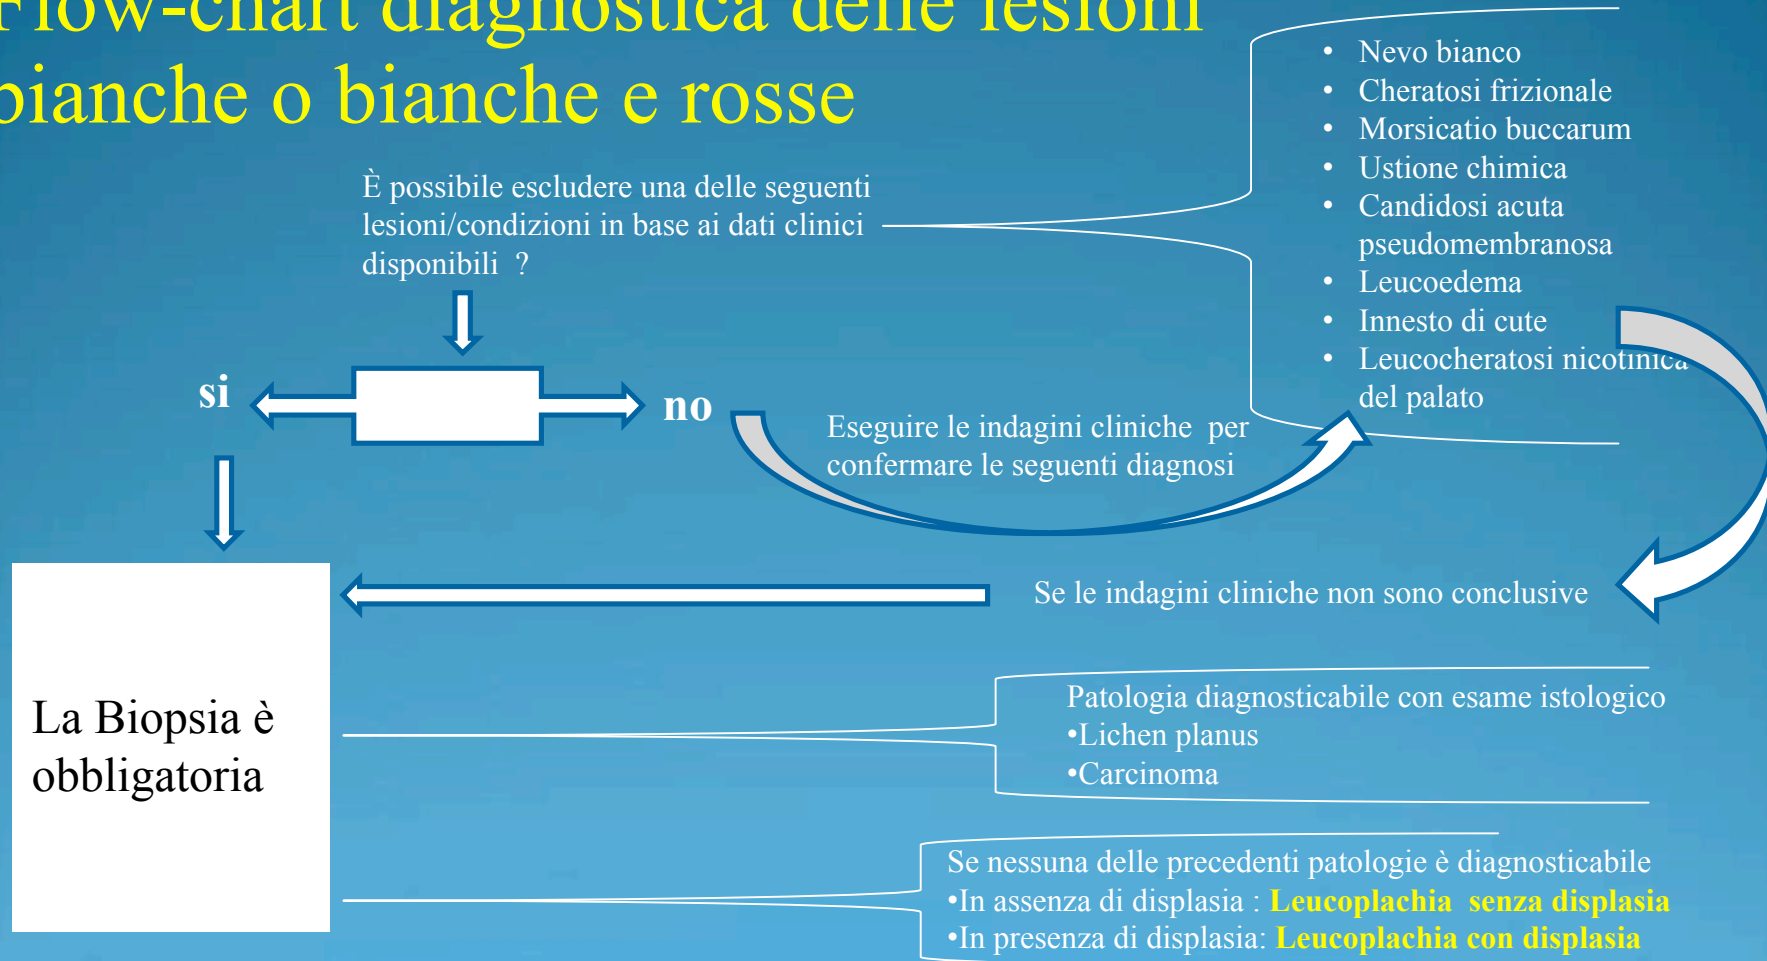 Flow-chart diagnostica delle lesioni
bianche o bianche e rosse
È possibile escludere una delle seguenti
lesioni/condizioni in base ai dati clinici
disponibili ?
• Nevo bianco
• Cheratosi frizionale
• Morsicatio buccarum
• Ustione chimica
• Candidosi acuta
pseudomembranosa
• Leucoedema
• Innesto di cute
• Leucocheratosi nicotinica
del palato
si
no
Eseguire le indagini cliniche per
confermare le seguenti diagnosi
Se le indagini cliniche non sono conclusive
La Biopsia è
obbligatoria
Patologia diagnosticabile con esame istologico
•Lichen planus
•Carcinoma
Se nessuna delle precedenti patologie è diagnosticabile
•In assenza di displasia : Leucoplachia senza displasia
•In presenza di displasia: Leucoplachia con displasia